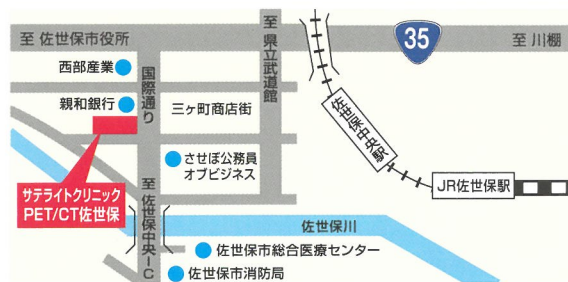 至 佐世保市役所
至 県立武道館
35
至 川棚
西部産業
国際通り
親和銀行
三ヶ町商店街
佐世保中央駅
サテライトクリニック
PET/CT佐世保
させぼ公務員
オブビジネス
至 佐世保中央IC
JR佐世保駅
佐世保川
佐世保市総合医療センター
佐世保市消防局